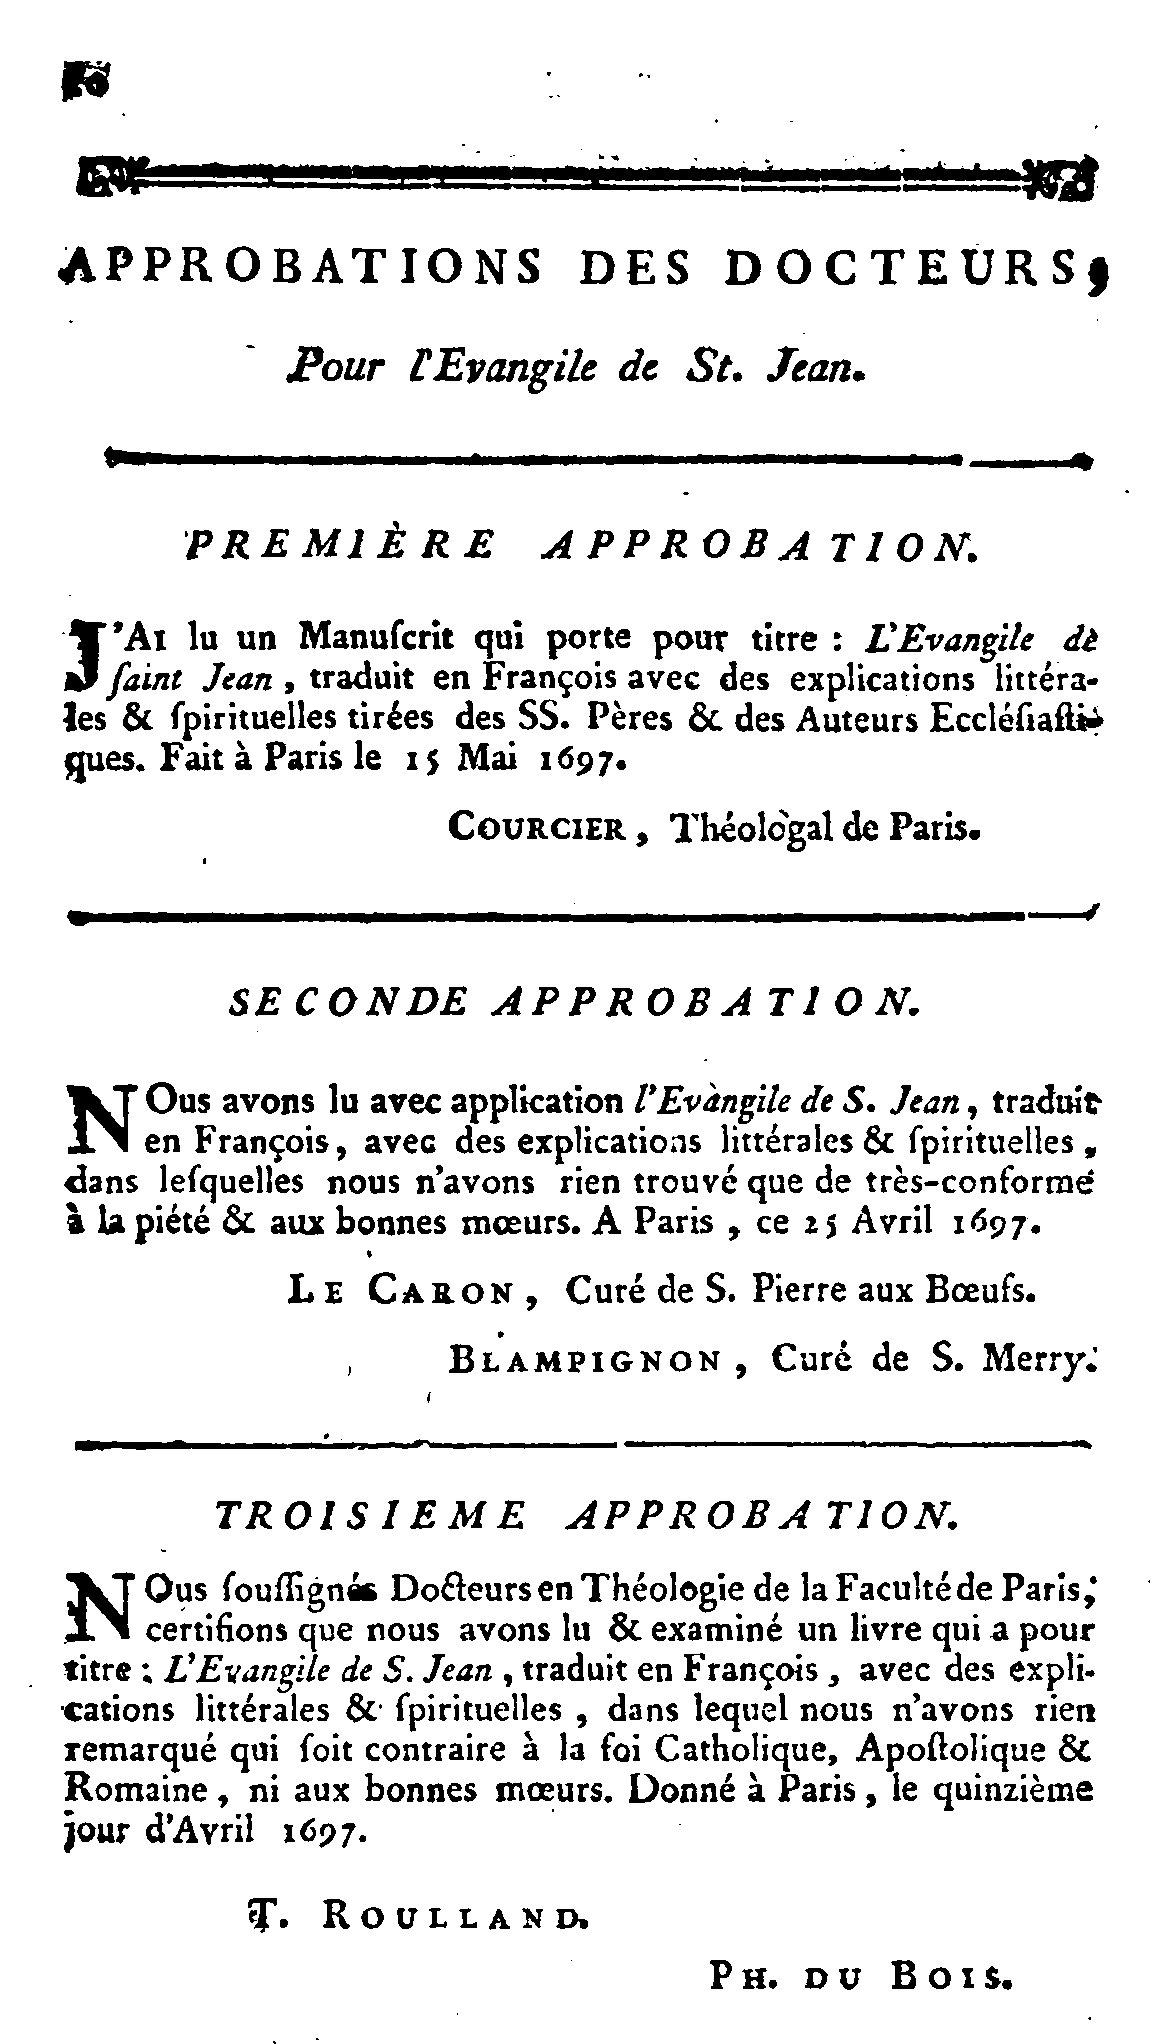 APPROBATIONS DES DOCTEURS,
Pour l'Evangile de St. Jean.
PREMIÈRE APPROBATION.
J'AI lu un Manuſcrit qui porte pour titre : L'Evangile de
ſaint Jean, traduit en François avec des explications littéra-
les & ſpirituelles tirées des SS. Pères & des Auteurs Eccléſiaſti-
ques. Fait à Paris le 15 Mai 1697.
COURCIER, Théologal de Paris.
SECONDE APPROBATION.
NOus avons lu avec application l'Evangile de S. Jean, traduit
en François, avec des explications littérales & ſpirituelles,
dans leſquelles nous n'avons rien trouvé que de très-conforme
à la piété & aux bonnes mœurs. A Paris, ce 25 Avril 1697.
LE CARON, Curé de S. Pierre aux Bœufs.
BLAMPIGNON, Curé de S. Merry.
TROISIEME APPROBATION.
NOus ſouſſignés Docteurs en Théologie de la Faculté de Paris,
certifions que nous avons lu & examiné un livre qui a pour
titre : L'Evangile de S. Jean, traduit en François, avec des expli-
cations littérales & ſpirituelles, dans lequel nous n'avons rien
remarqué qui ſoit contraire à la foi Catholique, Apoſtolique &
Romaine, ni aux bonnes mœurs. Donné à Paris, le quinzième
jour d'Avril 1697.
T. ROULLAND.
PH. DU BOIS.